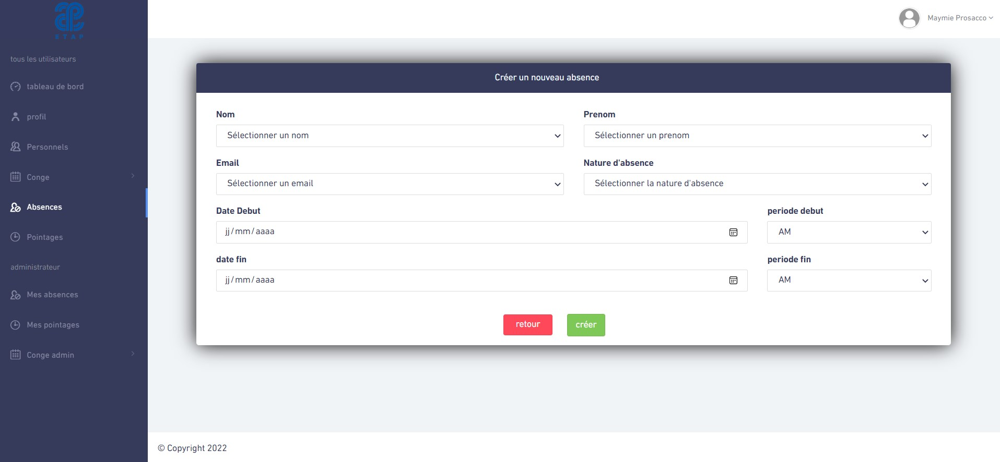 ETAP
Maymie Prosacco
tous les utilisateurs
tableau de bord
profil
Personnels
Conge
Absences
Pointages
administrateur
Mes absences
Mes pointages
Conge admin
Créer un nouveau absence
Nom
Prenom
Sélectionner un nom
Sélectionner un prenom
Email
Nature d'absence
Sélectionner un email
Sélectionner la nature d'absence
Date Debut
periode debut
jj/mm/aaaa
AM
date fin
periode fin
jj/mm/aaaa
AM
retour
créer
© Copyright 2022